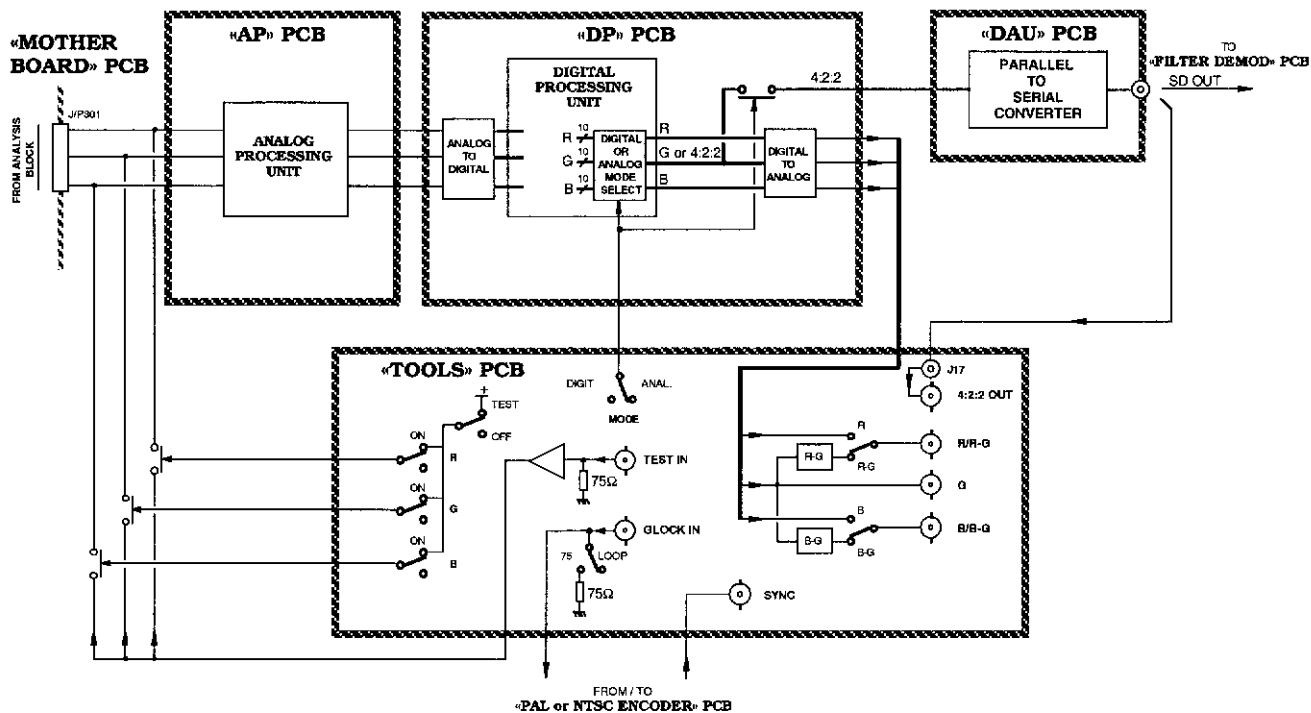 «MOTHER
BOARD» PCB
J/P301
FROM ANALYSIS
BLOCK
«AP» PCB
ANALOG
PROCESSING
UNIT
«DP» PCB
ANALOG
TO
DIGITAL
DIGITAL
PROCESSING
UNIT
R 10
G 10
B 10
DIGITAL
OR
ANALOG
MODE
SELECT
R
G or 4:2:2
B
4:2:2
DIGITAL
TO
ANALOG
«DAU» PCB
PARALLEL
TO
SERIAL
CONVERTER
TO
«FILTER DEMOD» PCB
SD OUT
«TOOLS» PCB
+
TEST
OFF
ON
R
ON
G
ON
B
DIGIT
ANAL.
MODE
TEST IN
75Ω
GLOCK IN
75
LOOP
75Ω
SYNC
J17
4:2:2 OUT
R
R-G
R-G
R/R-G
G
B
B-G
B-G
B/B-G
FROM / TO
«PAL or NTSC ENCODER» PCB